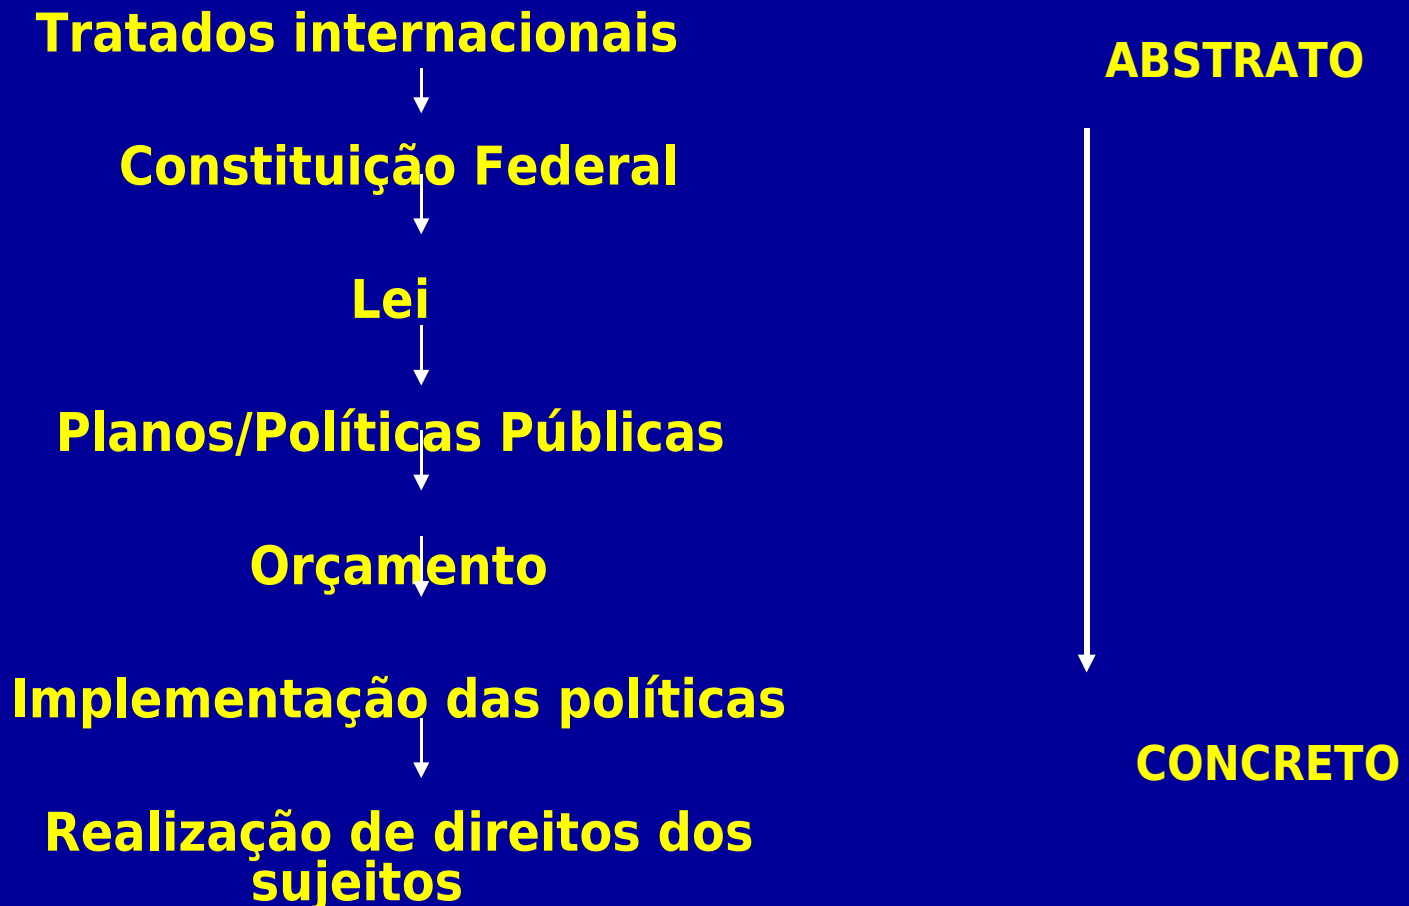 Tratados internacionais
ABSTRATO
Constituição Federal
Lei
Planos/Políticas Públicas
Orçamento
Implementação das políticas
CONCRETO
Realização de direitos dos
sujeitos